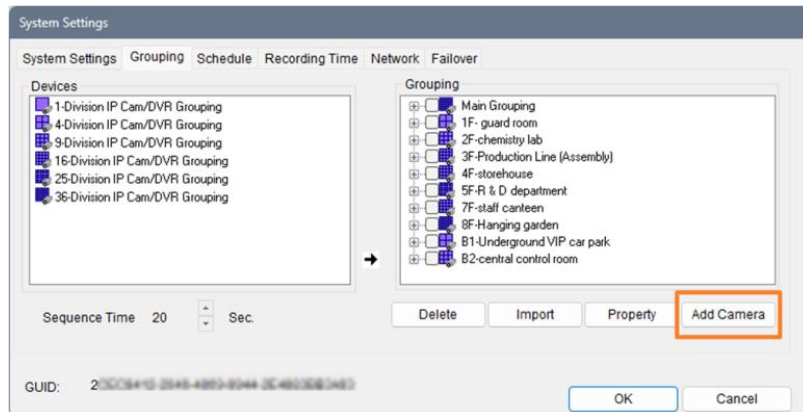 System Settings
System Settings Grouping Schedule Recording Time Network Failover
Devices
1-Division IP Cam/DVR Grouping
4-Division IP Cam/DVR Grouping
9-Division IP Cam/DVR Grouping
16-Division IP Cam/DVR Grouping
25-Division IP Cam/DVR Grouping
36-Division IP Cam/DVR Grouping
Grouping
Main Grouping
1F- guard room
2F-chemistry lab
3F-Production Line (Assembly)
4F-storehouse
5F-R & D department
7F-staff canteen
8F-Hanging garden
B1-Underground VIP car park
B2-central control room
Sequence Time 20 Sec.
Delete Import Property Add Camera
GUID:
OK Cancel